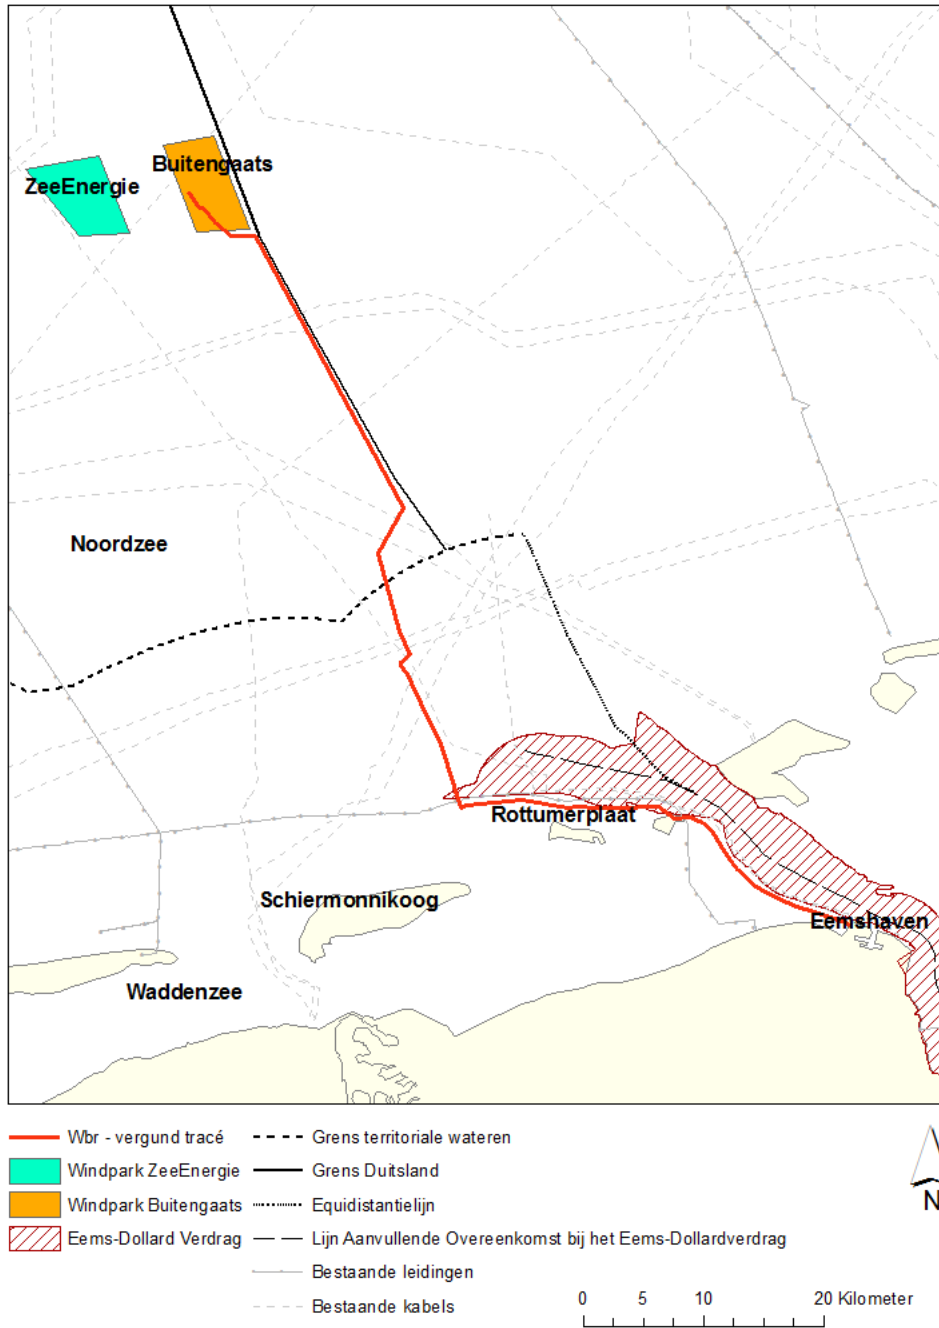 Buitengaats
ZeeEnergie
Noordzee
Rottumerplaat
Schiermonnikoog
Eemshaven
Waddenzee
Wbr - vergund tracé
Windpark ZeeEnergie
Windpark Buitengaats
Eems-Dollard Verdrag
Grens territoriale wateren
Grens Duitsland
Equidistantielijn
Lijn Aanvullende Overeenkomst bij het Eems-Dollardverdrag
Bestaande leidingen
Bestaande kabels
N
0 5 10 20 Kilometer